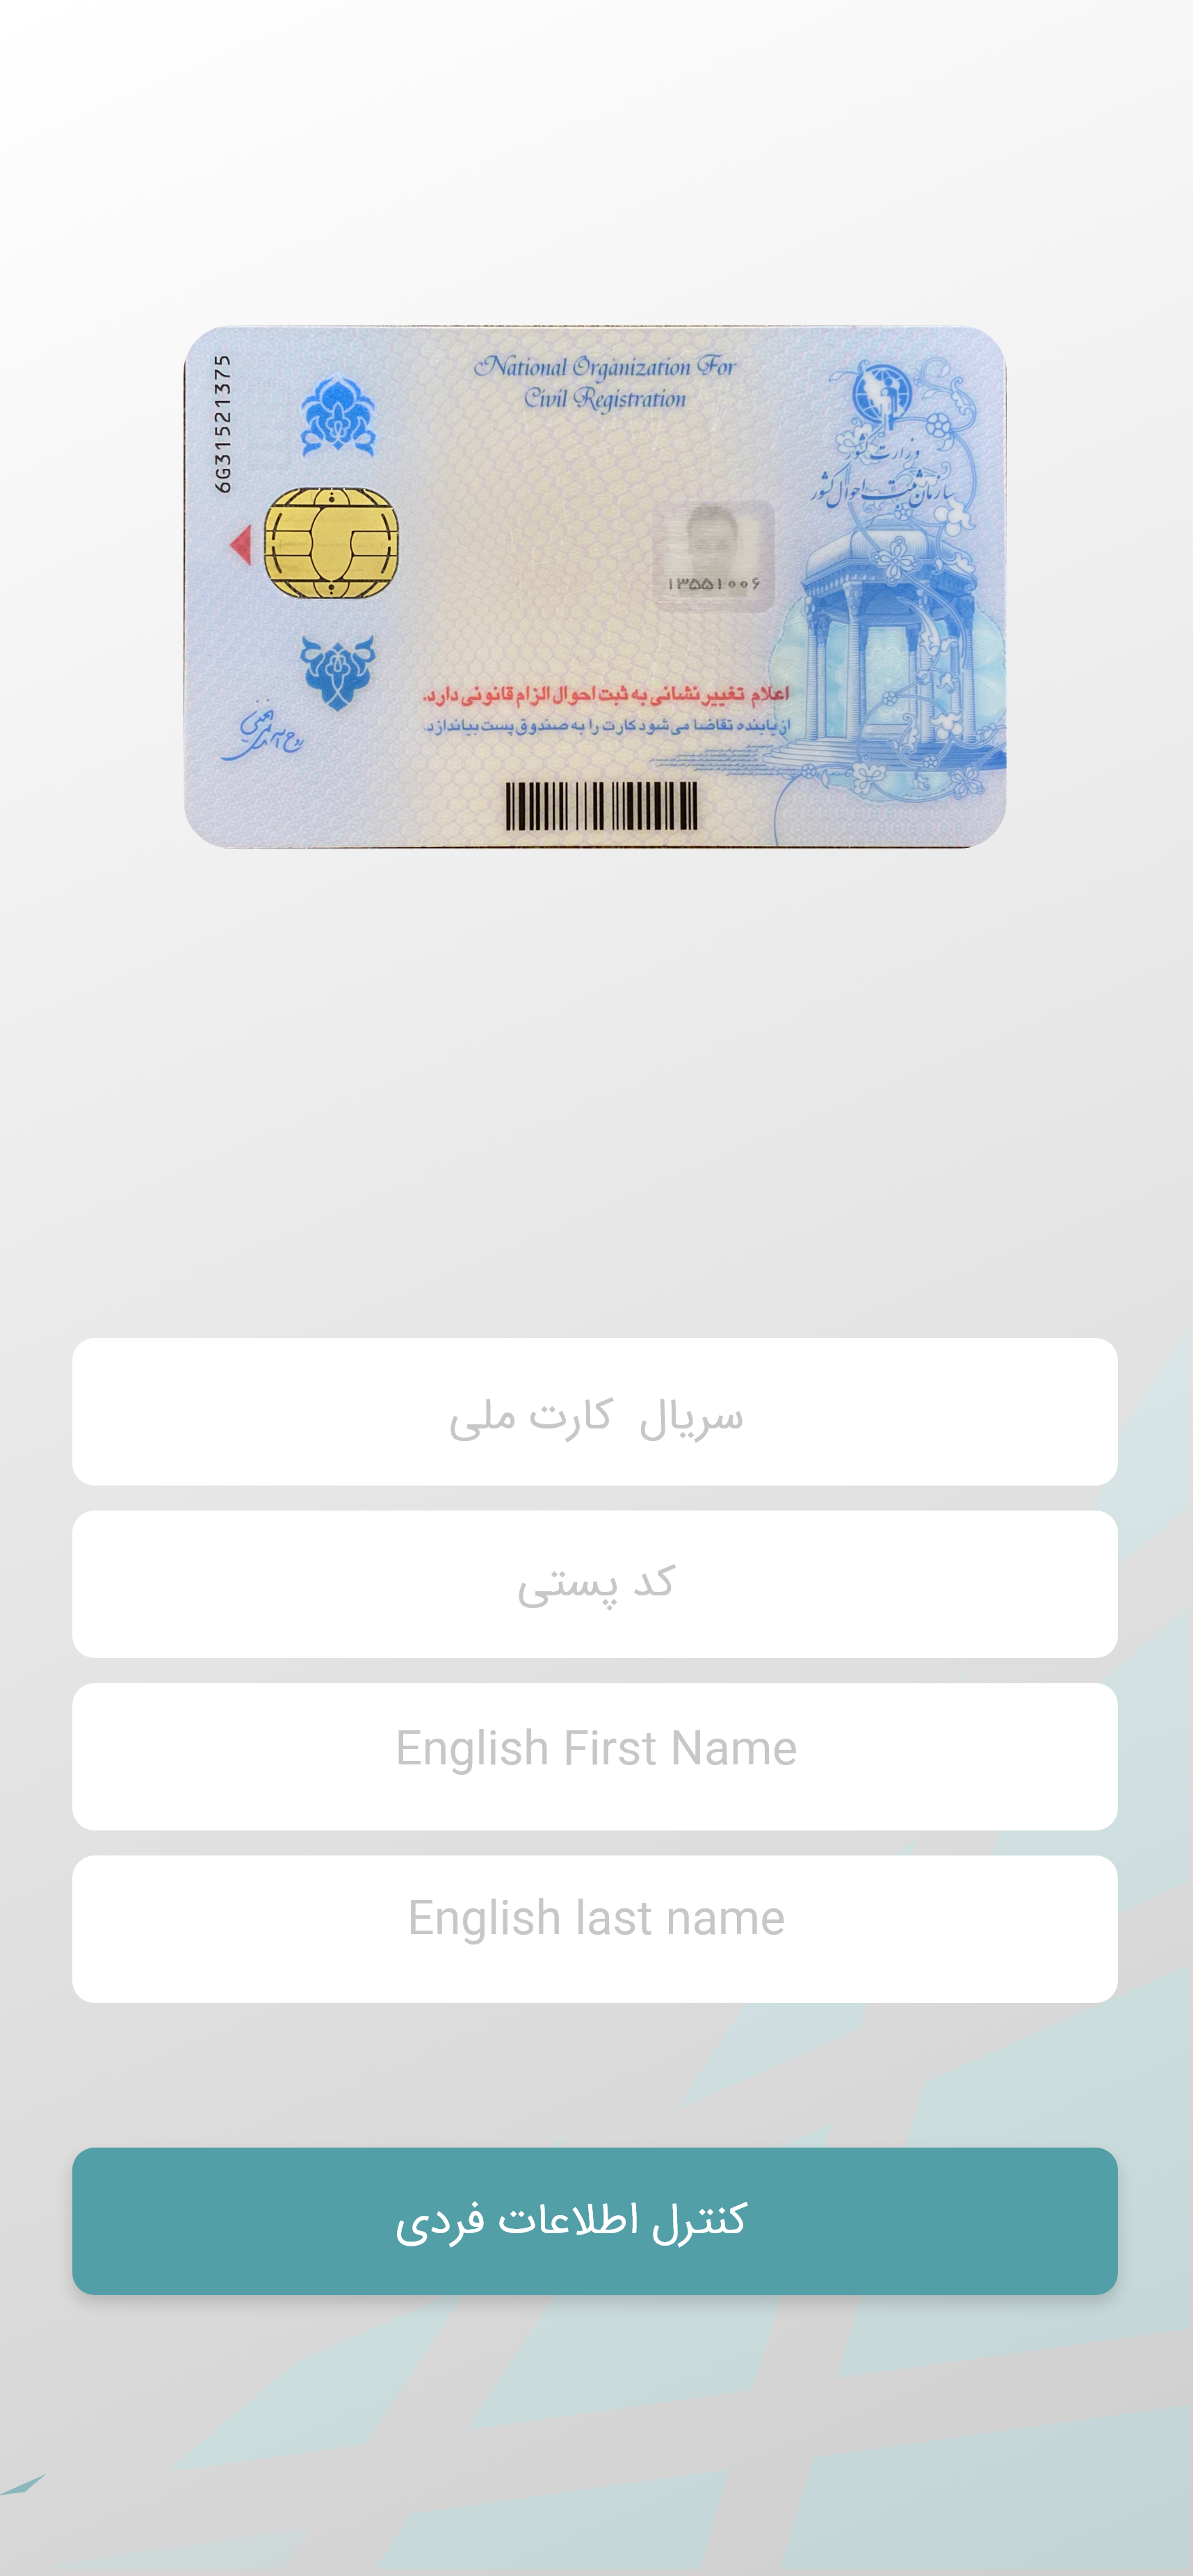 6G31521375
National Organization For
Civil Registration
وزارت کشور
سازمان ثبت احوال کشور
۱۳۵۵۱۰۰۶
اعلام تغییر نشانی به ثبت احوال الزام قانونی دارد.
از یابنده تقاضا می شود کارت را به صندوق پست بیاندازد.
سریال کارت ملی
کد پستی
English First Name
English last name
کنترل اطلاعات فردی